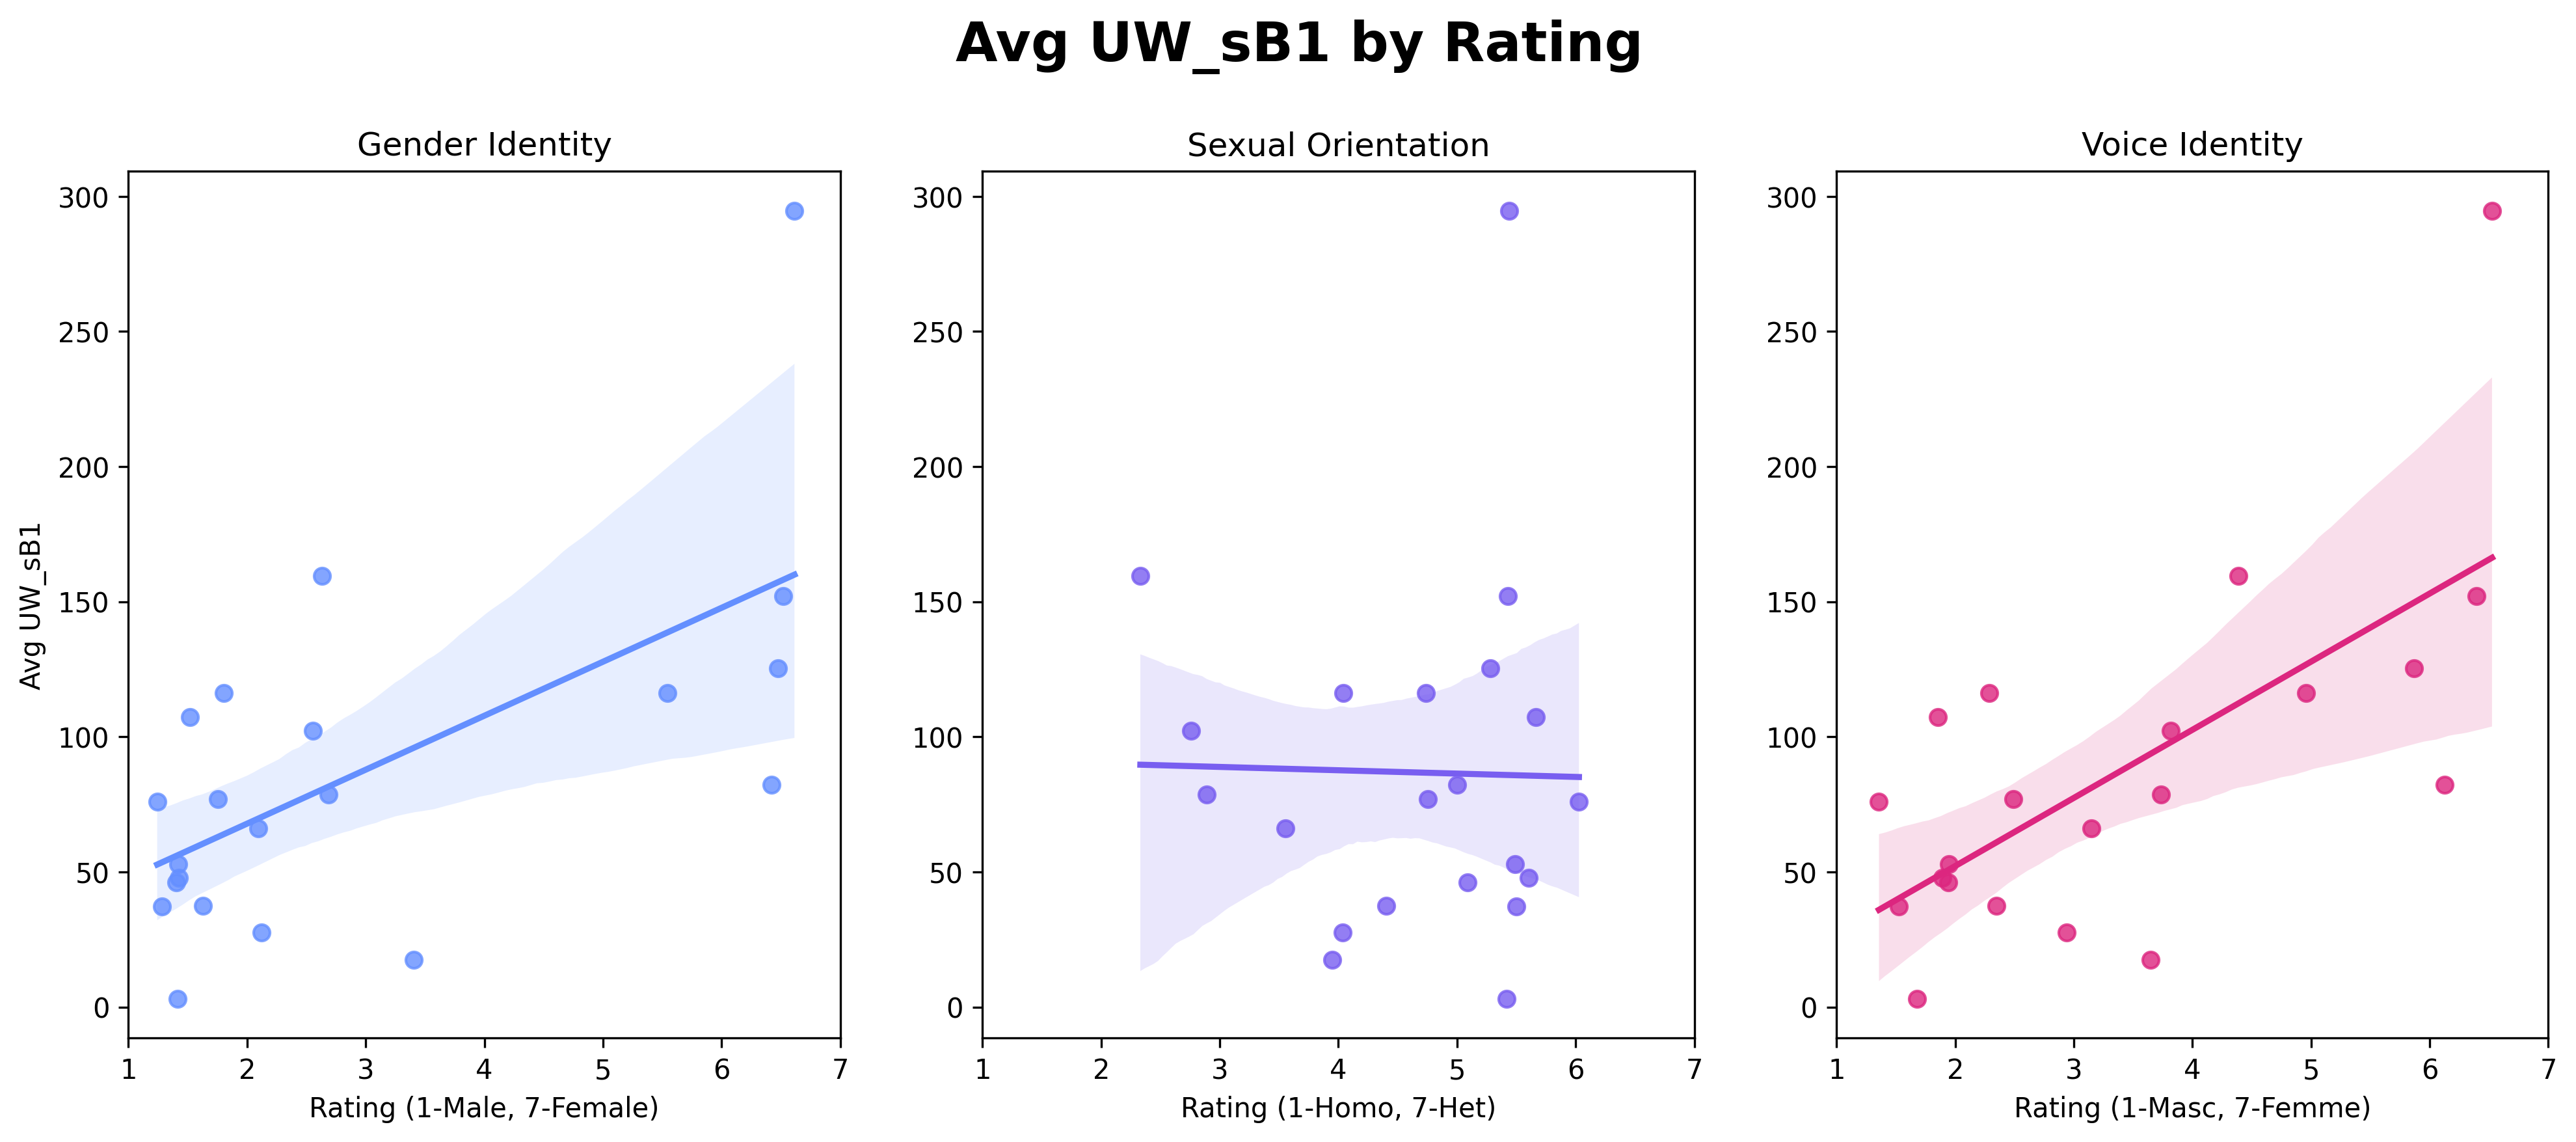 Avg UW_sB1 by Rating
Gender Identity
Sexual Orientation
Voice Identity
Avg UW_sB1
300
250
200
150
100
50
0
1 2 3 4 5 6 7
Rating (1-Male, 7-Female)
300
250
200
150
100
50
0
1 2 3 4 5 6 7
Rating (1-Homo, 7-Het)
300
250
200
150
100
50
0
1 2 3 4 5 6 7
Rating (1-Masc, 7-Femme)